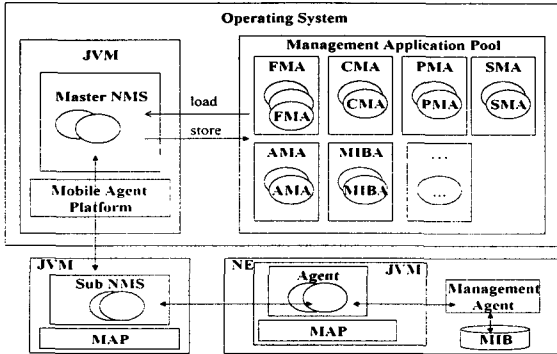 Operating System
JVM
Master NMS
Mobile Agent
Platform
load
store
Management Application Pool
FMA
FMA
CMA
CMA
PMA
PMA
SMA
SMA
AMA
AMA
MIBA
MIBA
...
...
JVM
Sub NMS
MAP
NE
JVM
Agent
MAP
Management
Agent
MIB